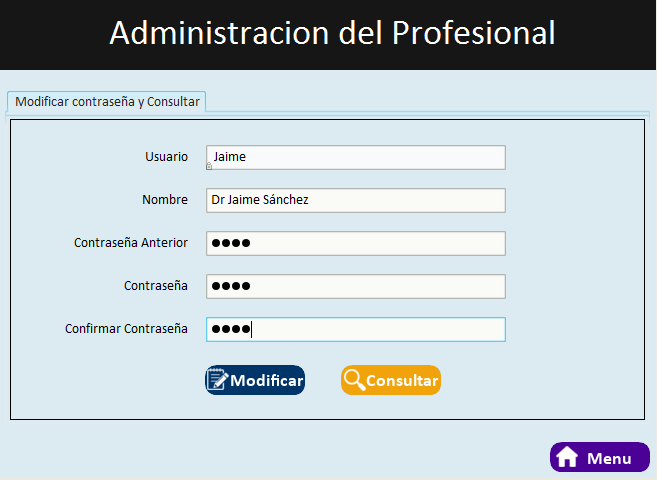 Administracion del Profesional
Modificar contraseña y Consultar
Usuario Jaime
Nombre Dr Jaime Sánchez
Contraseña Anterior ●●●●
Contraseña ●●●●
Confirmar Contraseña ●●●●
Modificar Consultar
Menu